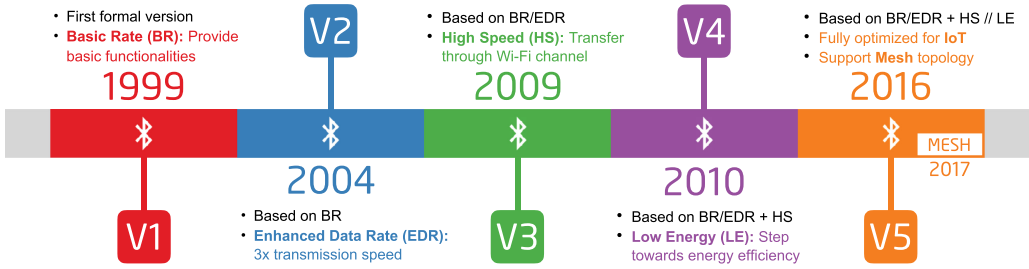 • First formal version
• Basic Rate (BR): Provide
basic functionalities
1999
V1
V2
2004
• Based on BR
• Enhanced Data Rate (EDR):
3x transmission speed
• Based on BR/EDR
• High Speed (HS): Transfer
through Wi-Fi channel
2009
V3
V4
2010
• Based on BR/EDR + HS
• Low Energy (LE): Step
towards energy efficiency
• Based on BR/EDR + HS // LE
• Fully optimized for IoT
• Support Mesh topology
2016
MESH
2017
V5